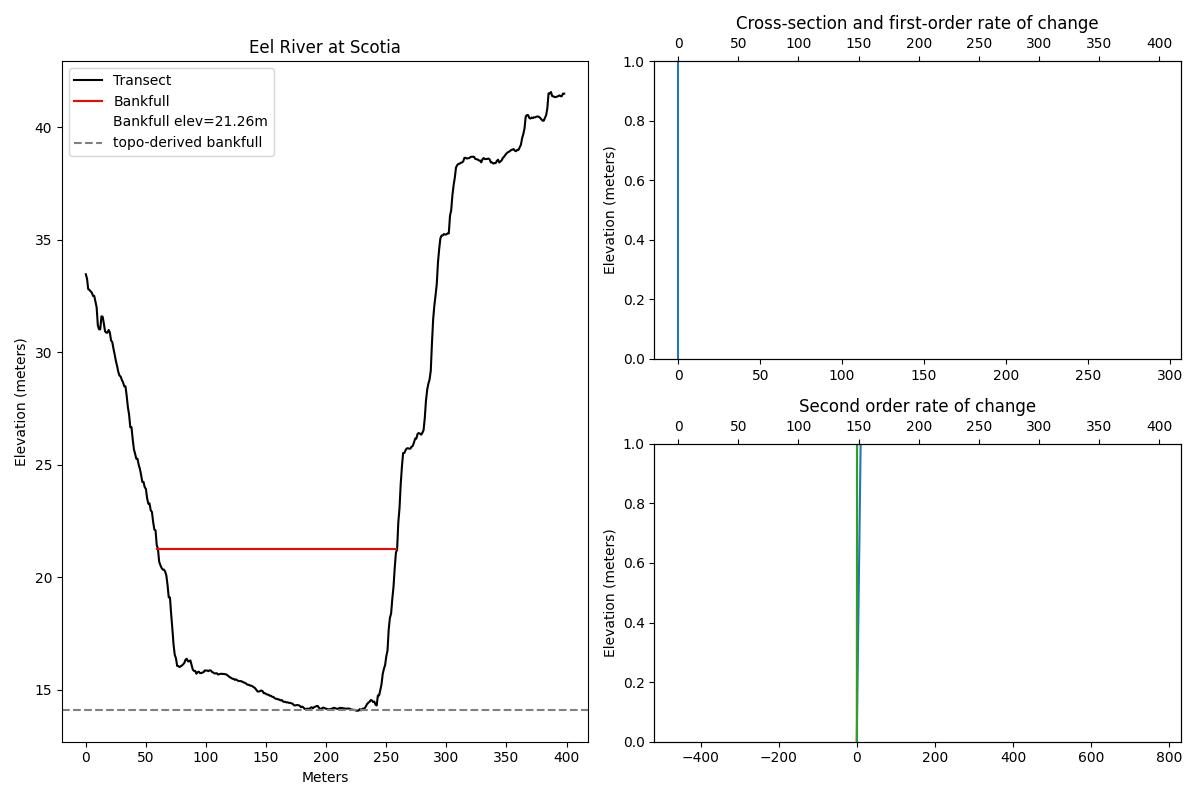 Eel River at Scotia
Transect
Bankfull
Bankfull elev=21.26m
topo-derived bankfull
40
35
30
25
20
15
Elevation (meters)
0 50 100 150 200 250 300 350 400
Meters
Cross-section and first-order rate of change
0 50 100 150 200 250 300 350 400
1.0
0.8
0.6
0.4
0.2
0.0
Elevation (meters)
0 50 100 150 200 250 300
Second order rate of change
0 50 100 150 200 250 300 350 400
1.0
0.8
0.6
0.4
0.2
0.0
Elevation (meters)
−400 −200 0 200 400 600 800